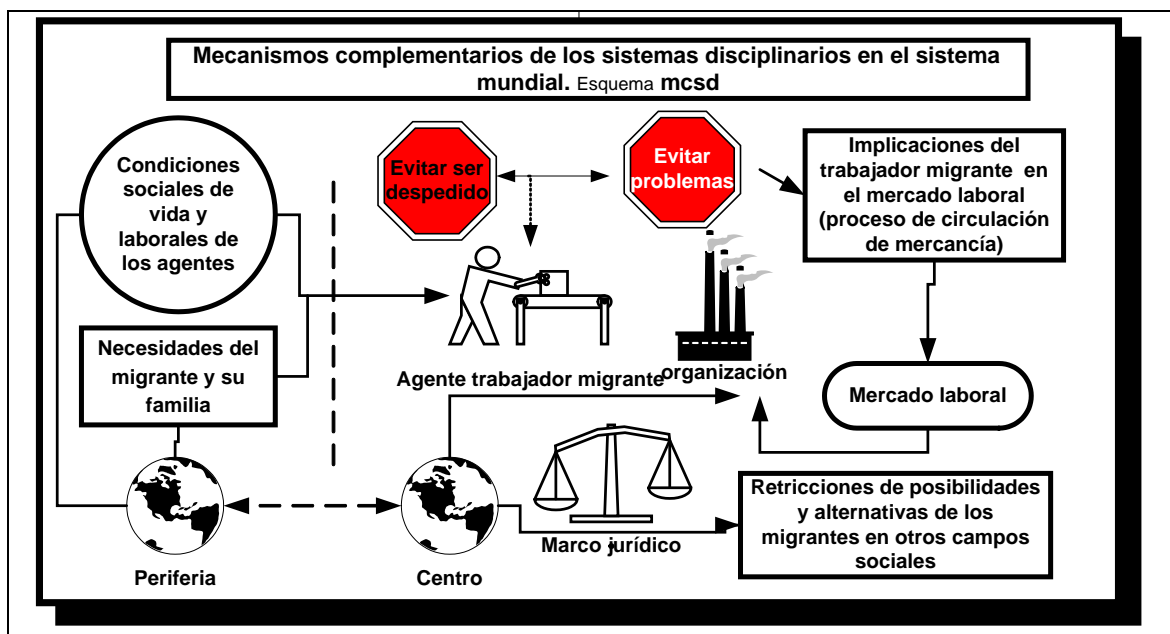 Mecanismos complementarios de los sistemas disciplinarios en el sistema
mundial. Esquema mcsd
Condiciones
sociales de
vida y
laborales de
los agentes
Evitar ser
despedido
Evitar
problemas
Implicaciones del
trabajador migrante en
el mercado laboral
(proceso de circulación
de mercancía)
Necesidades del
migrante y su
familia
Agente trabajador migrante
organización
Mercado laboral
Marco jurídico
Retricciones de posibilidades
y alternativas de los
migrantes en otros campos
sociales
Periferia
Centro